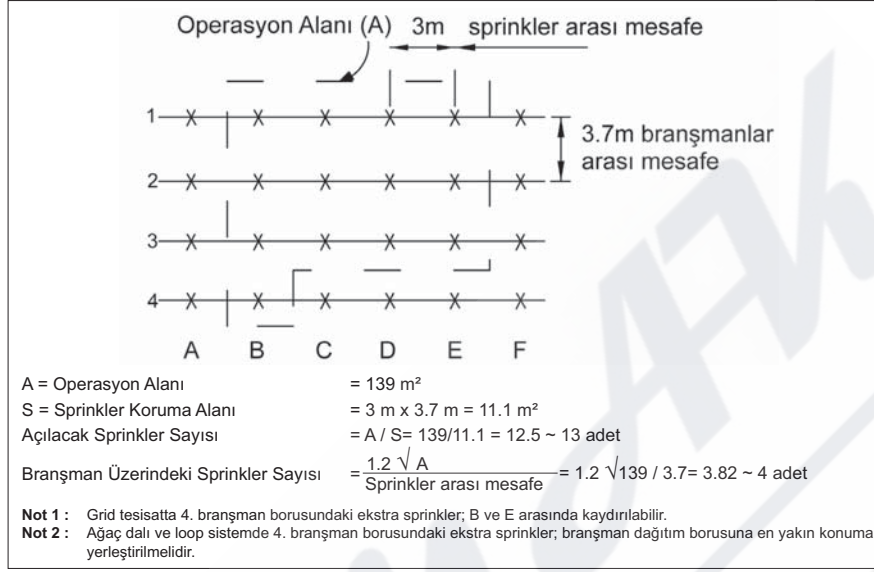 Operasyon Alanı (A) 3m sprinkler arası mesafe
1
3.7m branşmanlar
arası mesafe
2
3
4
A B C D E F
A = Operasyon Alanı = 139 m²
S = Sprinkler Koruma Alanı = 3 m x 3.7 m = 11.1 m²
Açılacak Sprinkler Sayısı = A / S= 139/11.1 = 12.5 ~ 13 adet
Branşman Üzerindeki Sprinkler Sayısı = 1.2 √ A / Sprinkler arası mesafe = 1.2 √139 / 3.7= 3.82 ~ 4 adet
Not 1 : Grid tesisatta 4. branşman borusundaki ekstra sprinkler; B ve E arasında kaydırılabilir.
Not 2 : Ağaç dalı ve loop sistemde 4. branşman borusundaki ekstra sprinkler; branşman dağıtım borusuna en yakın konuma
yerleştirilmelidir.